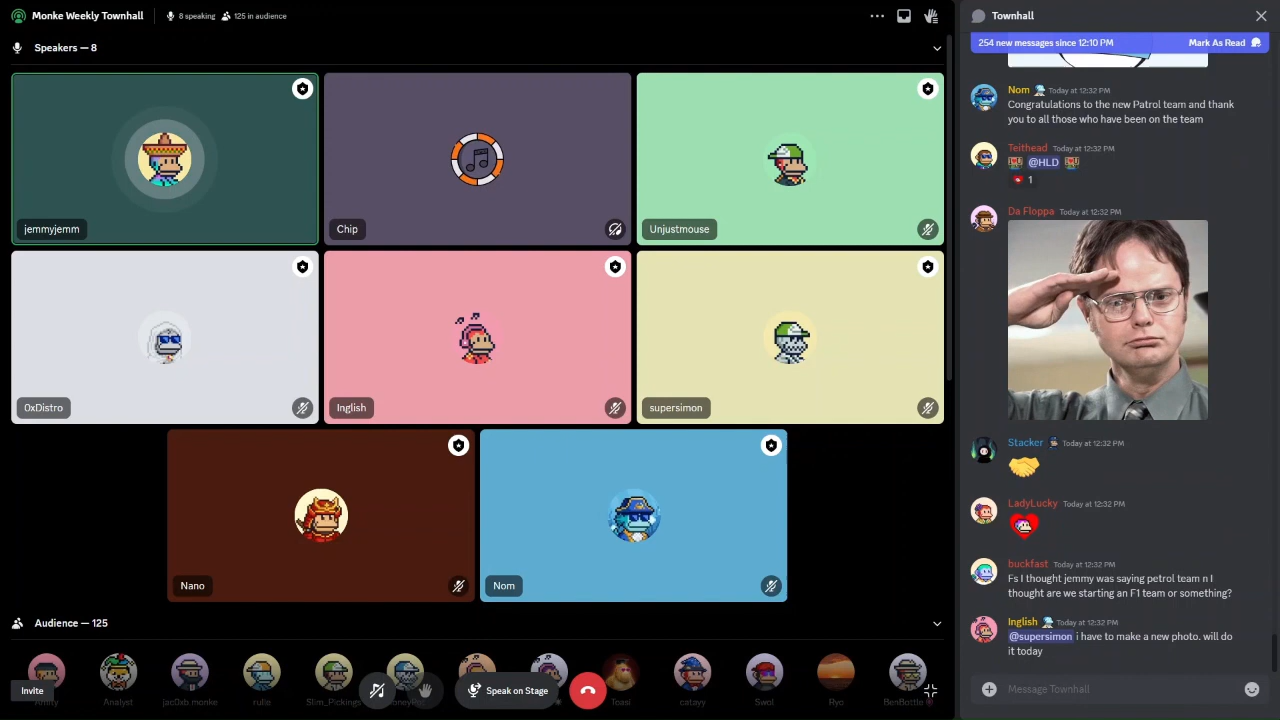 Monke Weekly Townhall
8 speaking 125 in audience
Speakers — 8
jemmyjemm
Chip
Unjustmouse
0xDistro
Inglish
supersimon
Nano
Nom
Audience — 125
Analyst
jac0xb.monke
rulie
Slim_Pickings
Toasi
catayy
Swol
Ryo
BenBottle
Invite
Speak on Stage
Townhall
254 new messages since 12:10 PM Mark As Read
Nom Today at 12:32 PM
Congratulations to the new Patrol team and thank
you to all those who have been on the team
Teithead Today at 12:32 PM
@HLD
1
Da Floppa Today at 12:32 PM
Stacker Today at 12:32 PM
LadyLucky Today at 12:32 PM
buckfast Today at 12:32 PM
Fs I thought jemmy was saying petrol team n I
thought are we starting an F1 team or something?
Inglish Today at 12:32 PM
@supersimon i have to make a new photo. will do
it today
Message Townhall